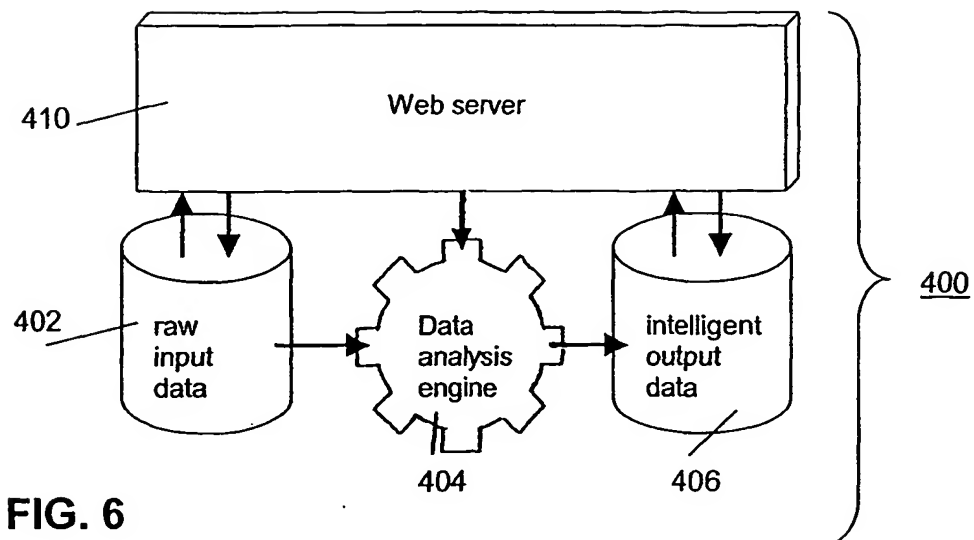 Web server
410
400
402
raw
input
data
Data
analysis
engine
intelligent
output
data
404
406
FIG. 6